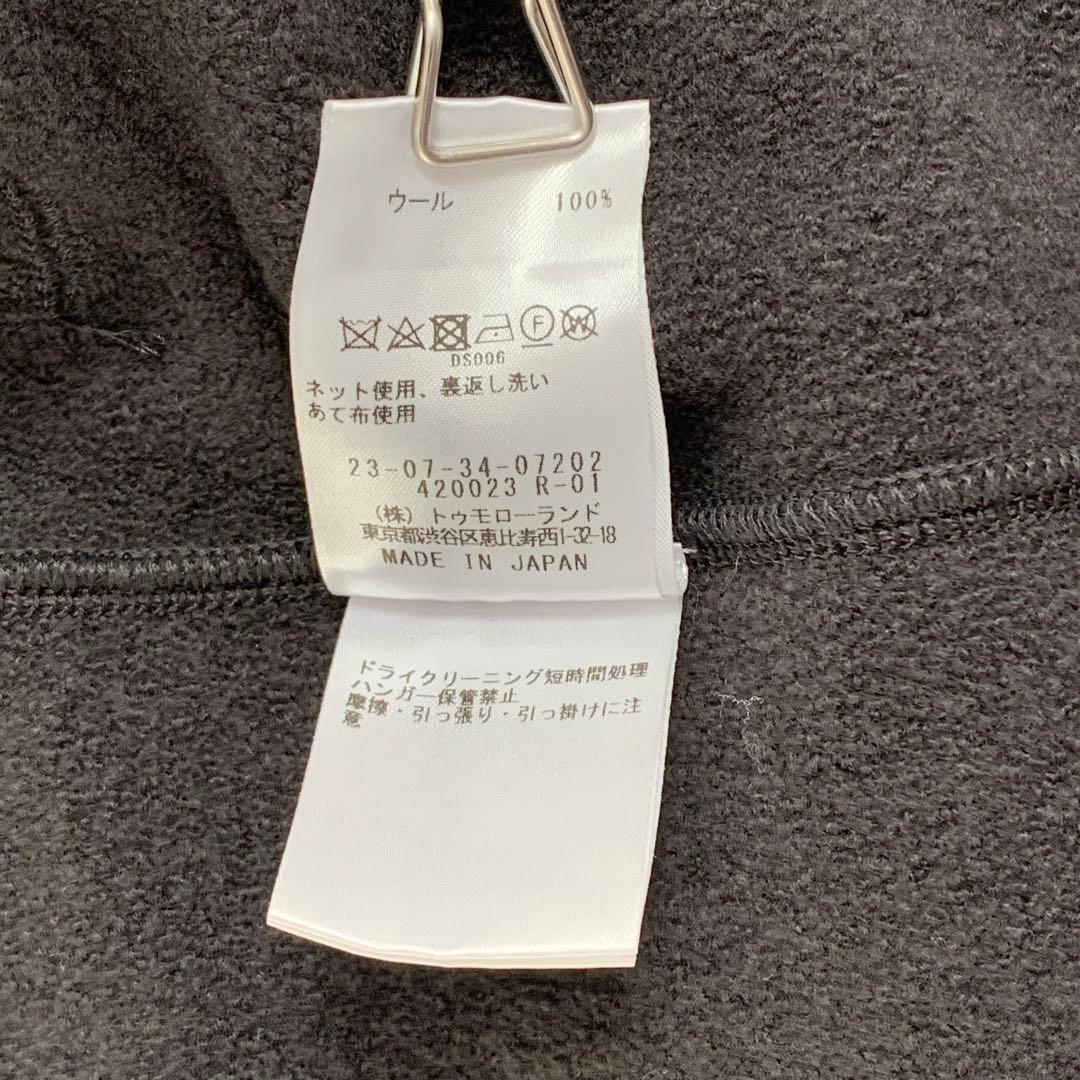 ウール 100%
F W
DS006
ネット使用、裏返し洗い
あて布使用
23-07-34-07202
420023 R-01
(株)トゥモローランド
東京都渋谷区恵比寿西1-32-18
MADE IN JAPAN
ドライクリーニング短時間処理
ハンガー保管禁止
摩擦・引っ張り・引っ掛けに注
意